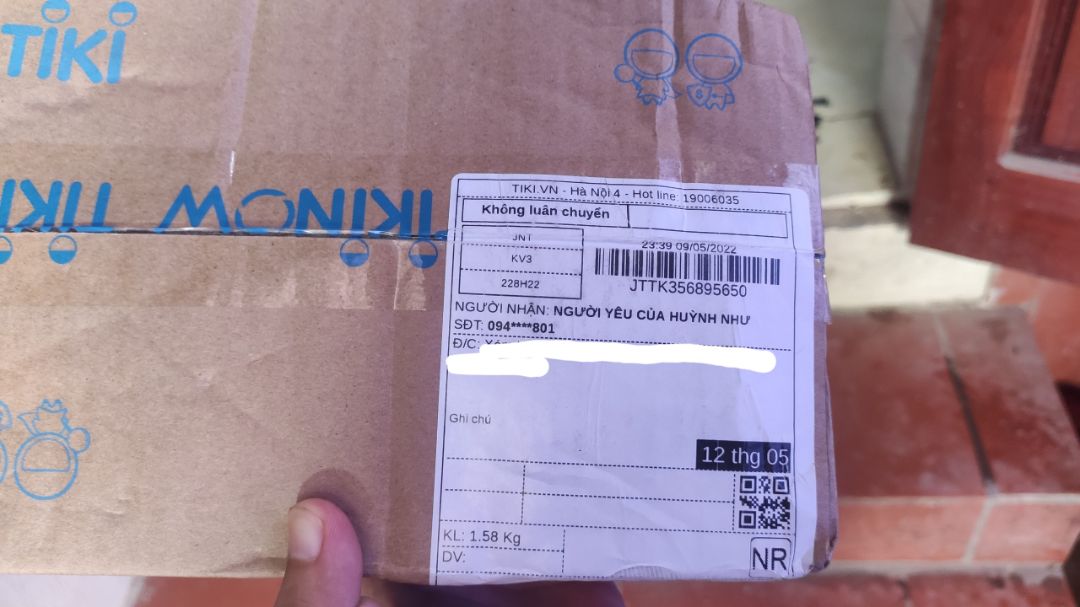 TIKI
TIKI TIKINOW TIKI
TIKI.VN - Hà Nội 4 - Hot line: 19006035
Không luân chuyển
JNT
KV3
228H22
23:39 09/05/2022
JTTK356895650
NGƯỜI NHẬN: NGƯỜI YÊU CỦA HUỲNH NHƯ
SĐT: 094****801
Đ/C:
Ghi chú
12 thg 05
KL: 1.58 Kg
DV:
NR